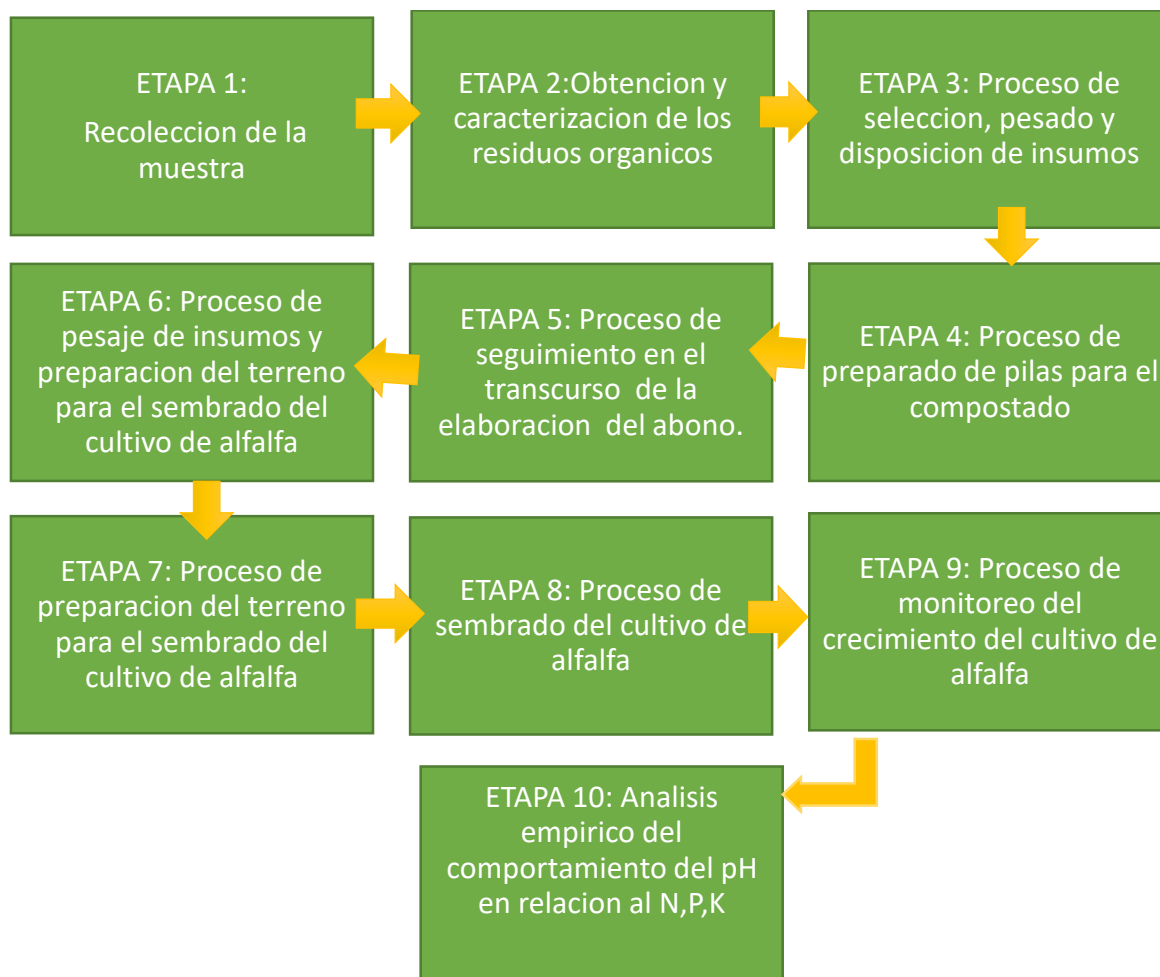 ETAPA 1:
Recoleccion de la
muestra
ETAPA 2:Obtencion y
caracterizacion de los
residuos organicos
ETAPA 3: Proceso de
seleccion, pesado y
disposicion de insumos
ETAPA 4: Proceso de
preparado de pilas para el
compostado
ETAPA 5: Proceso de
seguimiento en el
transcurso de la
elaboracion del abono.
ETAPA 6: Proceso de
pesaje de insumos y
preparacion del terreno
para el sembrado del
cultivo de alfalfa
ETAPA 7: Proceso de
preparacion del terreno
para el sembrado del
cultivo de alfalfa
ETAPA 8: Proceso de
sembrado del cultivo de
alfalfa
ETAPA 9: Proceso de
monitoreo del
crecimiento del cultivo de
alfalfa
ETAPA 10: Analisis
empirico del
comportamiento del pH
en relacion al N,P,K